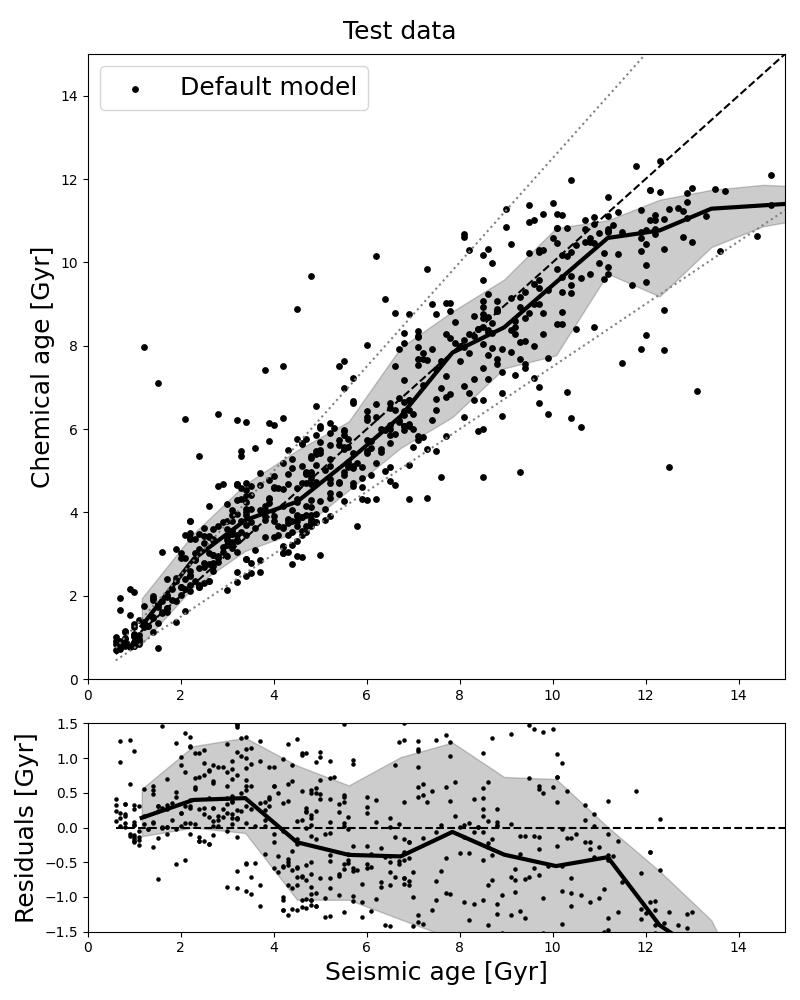 Test data
Default model
Chemical age [Gyr]
14
12
10
8
6
4
2
0
0 2 4 6 8 10 12 14
Residuals [Gyr]
1.5
1.0
0.5
0.0
−0.5
−1.0
−1.5
0 2 4 6 8 10 12 14
Seismic age [Gyr]